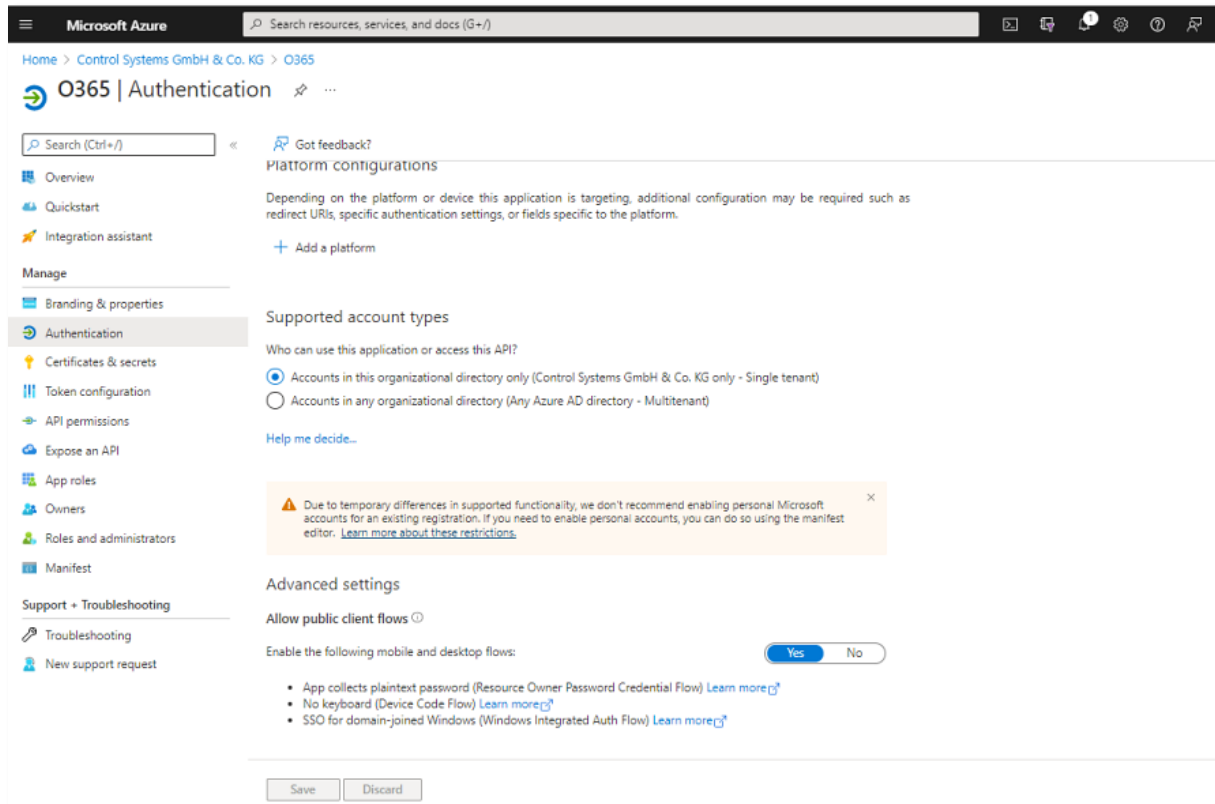 Microsoft Azure
Search resources, services, and docs (G+/)
1
Home > Control Systems GmbH & Co. KG > O365
O365 | Authentication
Search (Ctrl+/)
Overview
Quickstart
Integration assistant
Manage
Branding & properties
Authentication
Certificates & secrets
Token configuration
API permissions
Expose an API
App roles
Owners
Roles and administrators
Manifest
Support + Troubleshooting
Troubleshooting
New support request
Got feedback?
Platform configurations
Depending on the platform or device this application is targeting, additional configuration may be required such as
redirect URIs, specific authentication settings, or fields specific to the platform.
Add a platform
Supported account types
Who can use this application or access this API?
Accounts in this organizational directory only (Control Systems GmbH & Co. KG only - Single tenant)
Accounts in any organizational directory (Any Azure AD directory - Multitenant)
Help me decide...
Due to temporary differences in supported functionality, we don't recommend enabling personal Microsoft
accounts for an existing registration. If you need to enable personal accounts, you can do so using the manifest
editor. Learn more about these restrictions.
Advanced settings
Allow public client flows
Enable the following mobile and desktop flows: Yes No
• App collects plaintext password (Resource Owner Password Credential Flow) Learn more
• No keyboard (Device Code Flow) Learn more
• SSO for domain-joined Windows (Windows Integrated Auth Flow) Learn more
Save Discard